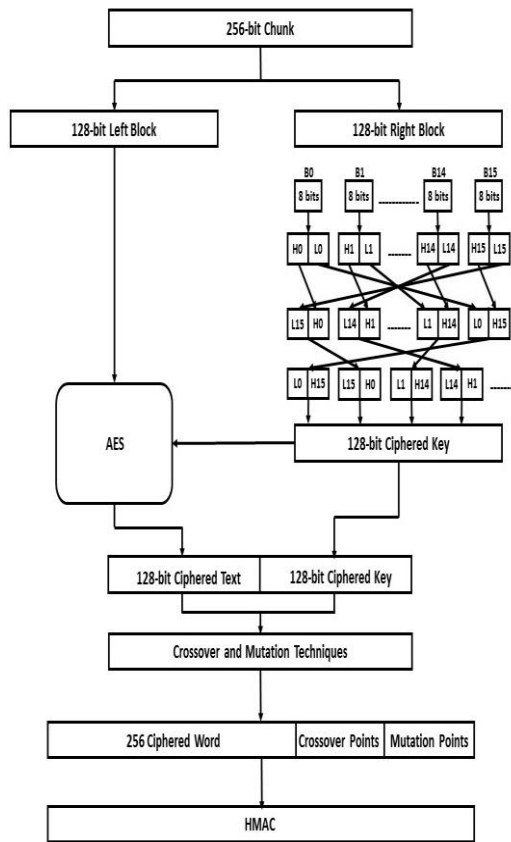 256-bit Chunk
128-bit Left Block
128-bit Right Block
B0 B1 B14 B15
8 bits 8 bits ------------ 8 bits 8 bits
H0 L0 H1 L1 ------- H14 L14 H15 L15
L15 H0 L14 H1 ------- L1 H14 L0 H15
L0 H15 L15 H0 L1 H14 L14 H1 ------
AES
128-bit Ciphered Key
128-bit Ciphered Text 128-bit Ciphered Key
Crossover and Mutation Techniques
256 Ciphered Word Crossover Points Mutation Points
HMAC